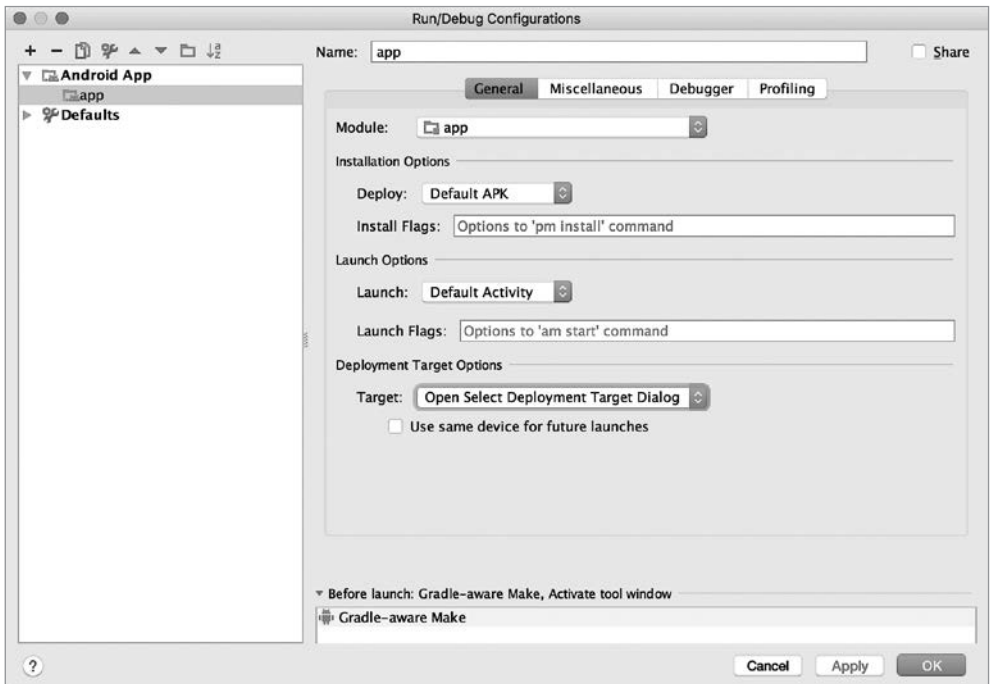 Run/Debug Configurations
Name: app
Share
Android App
app
Defaults
General Miscellaneous Debugger Profiling
Module: app
Installation Options
Deploy: Default APK
Install Flags: Options to 'pm install' command
Launch Options
Launch: Default Activity
Launch Flags: Options to 'am start' command
Deployment Target Options
Target: Open Select Deployment Target Dialog
Use same device for future launches
Before launch: Gradle-aware Make, Activate tool window
Gradle-aware Make
? Cancel Apply OK